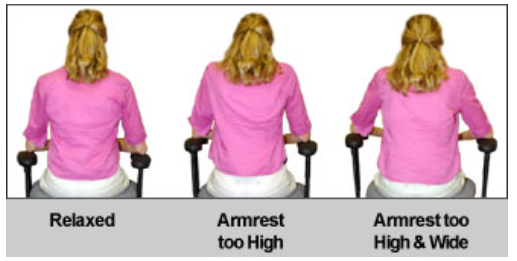 Relaxed
Armrest
too High
Armrest too
High & Wide